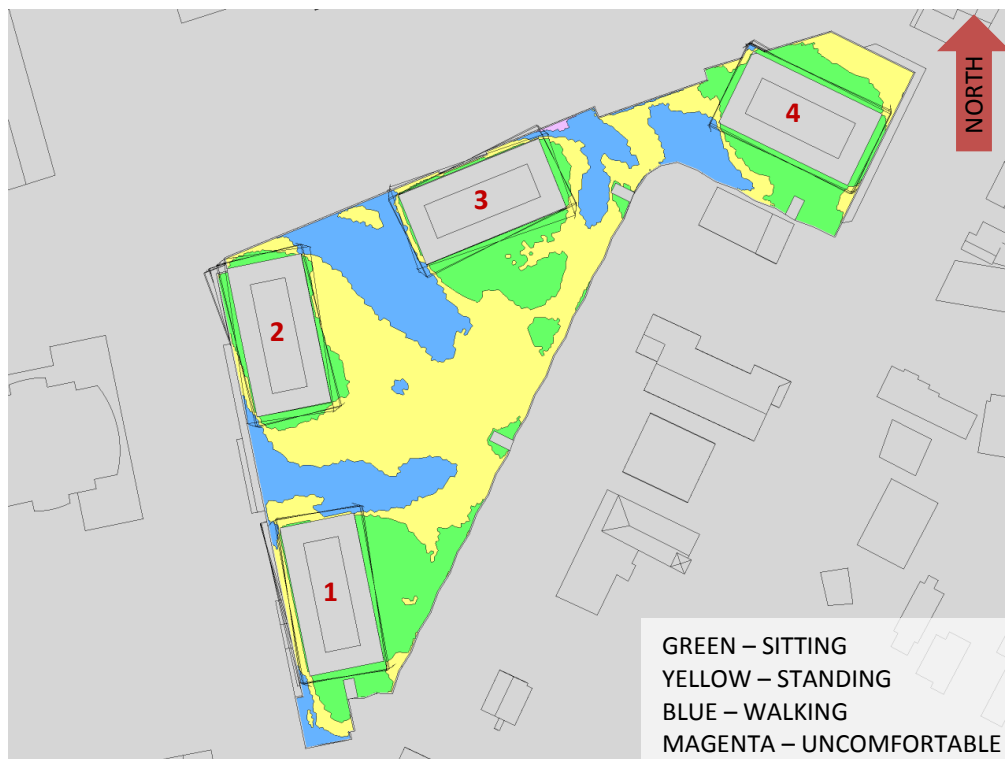 NORTH
4
3
2
1
GREEN – SITTING
YELLOW – STANDING
BLUE – WALKING
MAGENTA – UNCOMFORTABLE